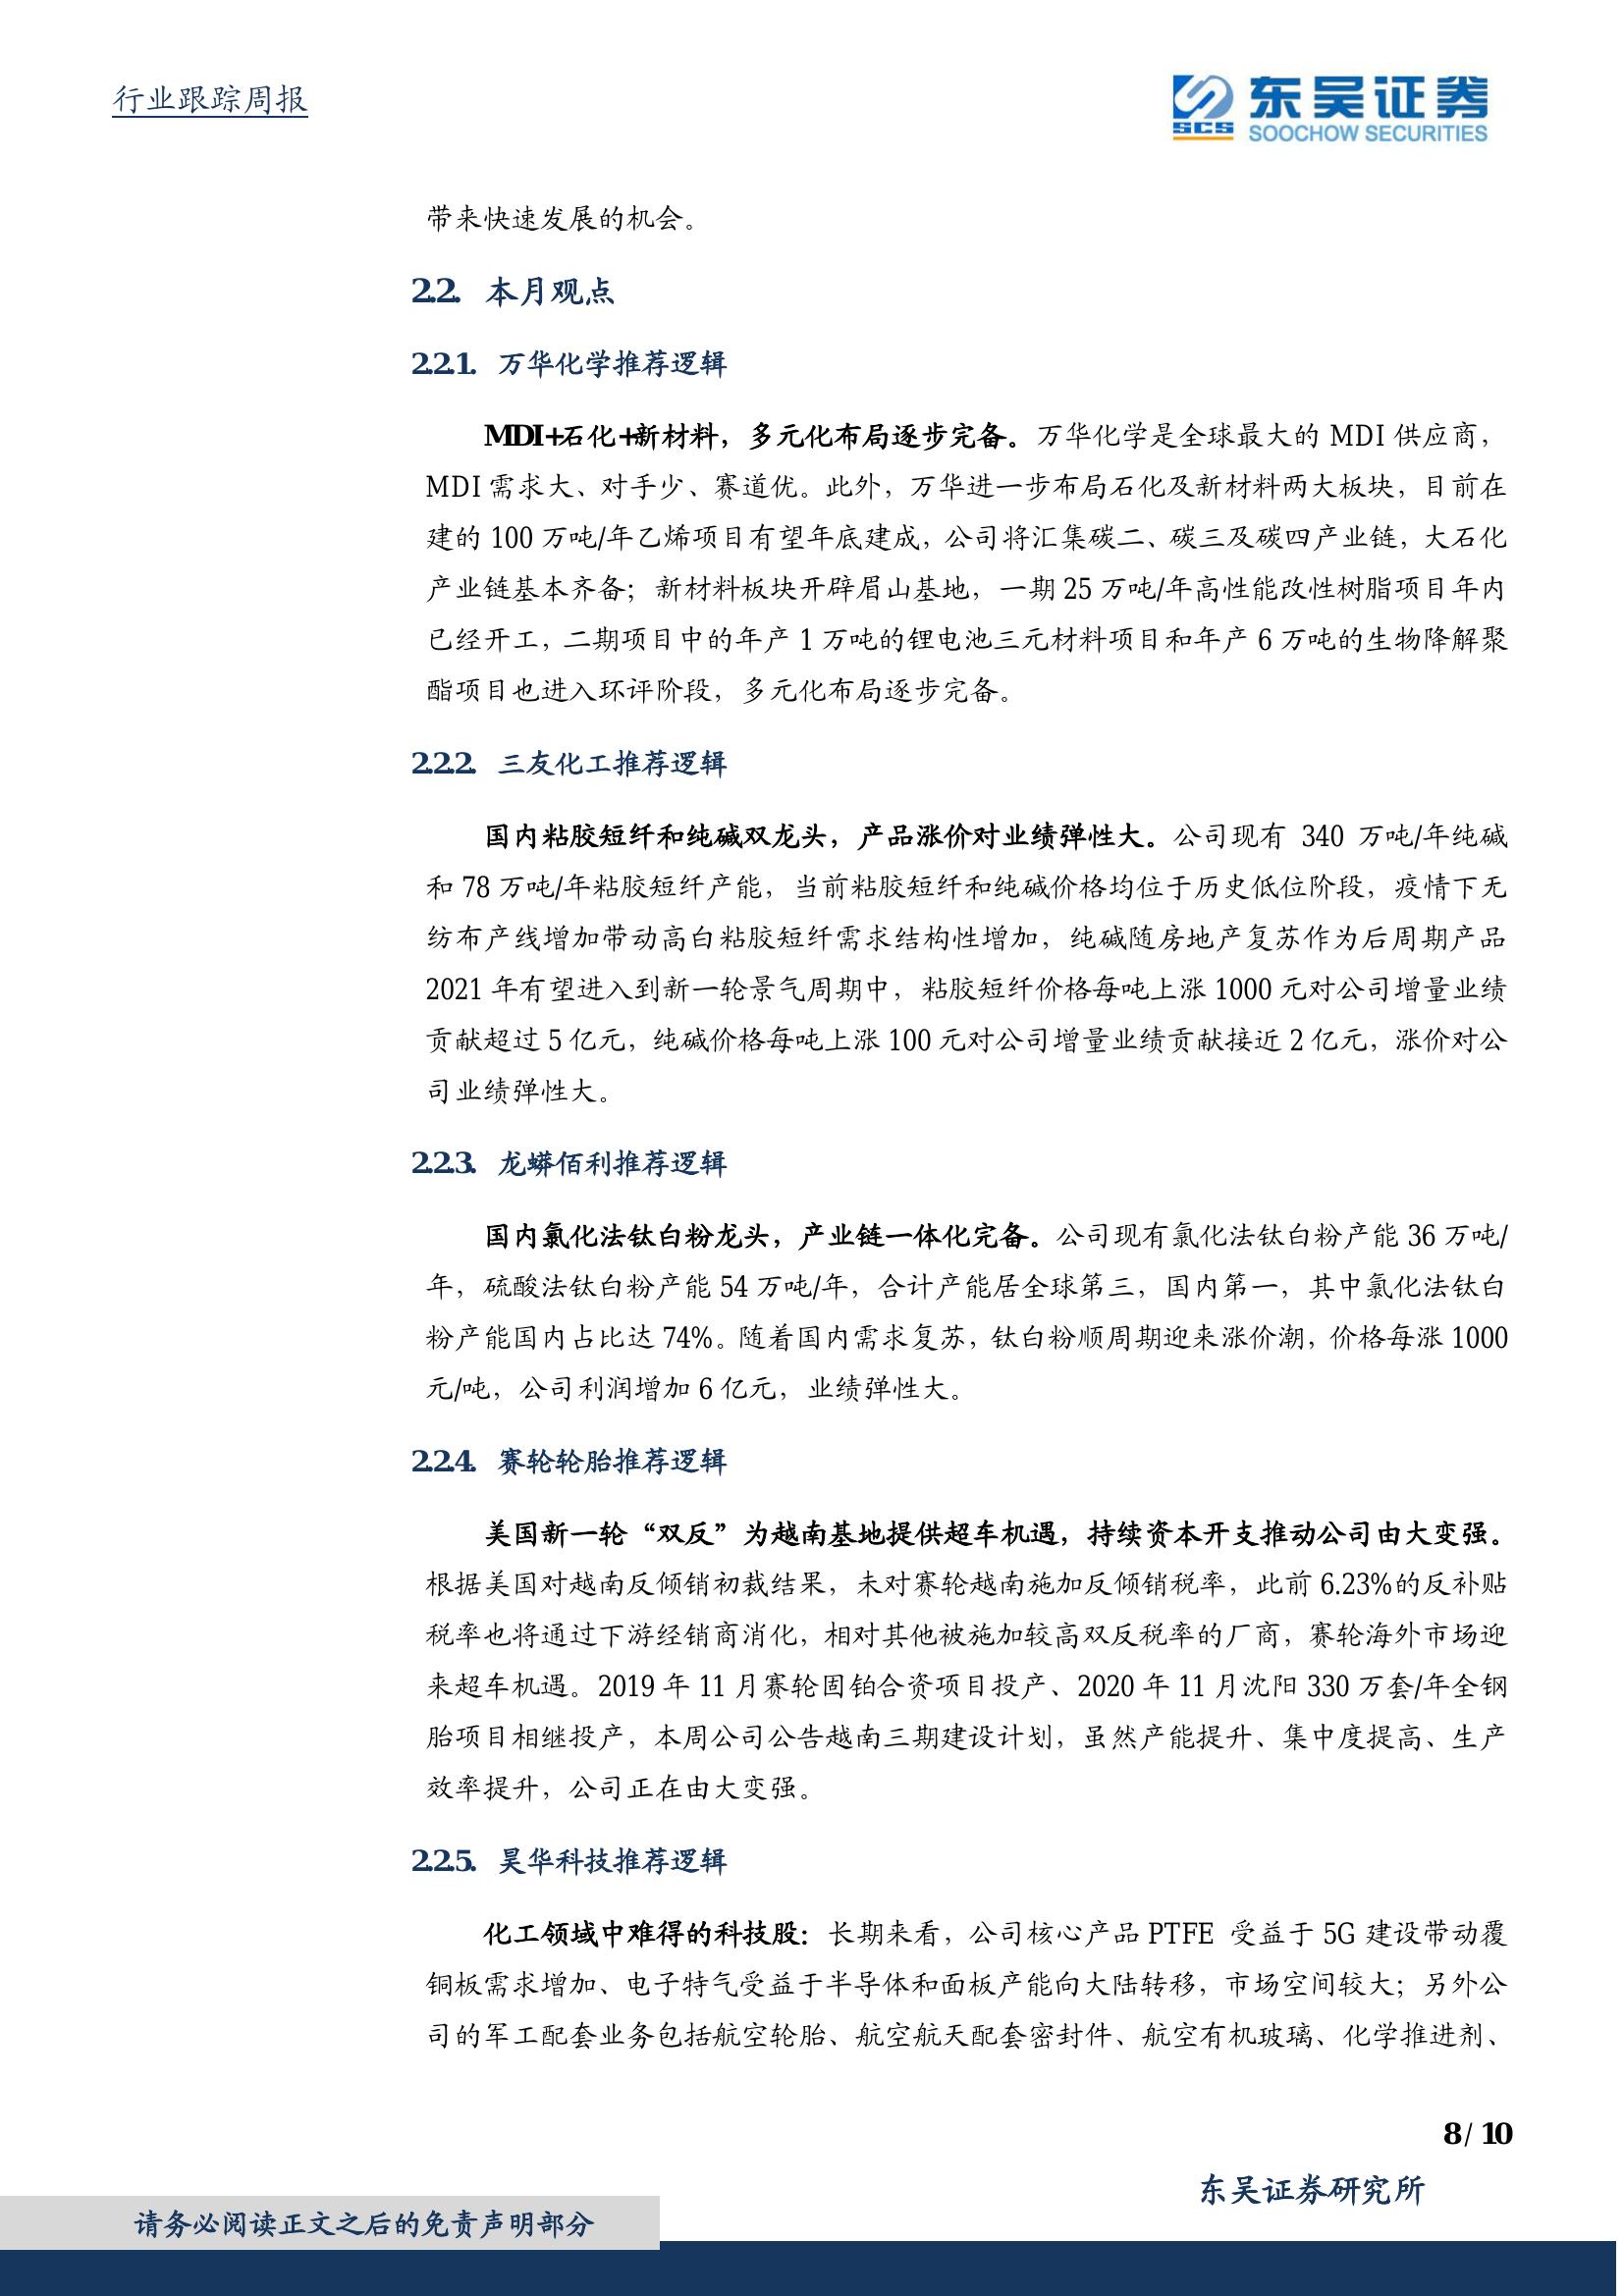 行业跟踪周报
SCS
东吴证券
SOOCHOW SECURITIES
带来快速发展的机会。
2.2. 本月观点
2.2.1. 万华化学推荐逻辑
MDI+石化+新材料，多元化布局逐步完备。万华化学是全球最大的 MDI 供应商，
MDI 需求大、对手少、赛道优。此外，万华进一步布局石化及新材料两大板块，目前在
建的 100 万吨/年乙烯项目有望年底建成，公司将汇集碳二、碳三及碳四产业链，大石化
产业链基本齐备；新材料板块开辟眉山基地，一期 25 万吨/年高性能改性树脂项目年内
已经开工，二期项目中的年产 1 万吨的锂电池三元材料项目和年产 6 万吨的生物降解聚
酯项目也进入环评阶段，多元化布局逐步完备。
2.2.2. 三友化工推荐逻辑
国内粘胶短纤和纯碱双龙头，产品涨价对业绩弹性大。公司现有 340 万吨/年纯碱
和 78 万吨/年粘胶短纤产能，当前粘胶短纤和纯碱价格均位于历史低位阶段，疫情下无
纺布产线增加带动高白粘胶短纤需求结构性增加，纯碱随房地产复苏作为后周期产品
2021 年有望进入到新一轮景气周期中，粘胶短纤价格每吨上涨 1000 元对公司增量业绩
贡献超过 5 亿元，纯碱价格每吨上涨 100 元对公司增量业绩贡献接近 2 亿元，涨价对公
司业绩弹性大。
2.2.3. 龙蟒佰利推荐逻辑
国内氯化法钛白粉龙头，产业链一体化完备。公司现有氯化法钛白粉产能 36 万吨/
年，硫酸法钛白粉产能 54 万吨/年，合计产能居全球第三，国内第一，其中氯化法钛白
粉产能国内占比达 74%。随着国内需求复苏，钛白粉顺周期迎来涨价潮，价格每涨 1000
元/吨，公司利润增加 6 亿元，业绩弹性大。
2.2.4. 赛轮轮胎推荐逻辑
美国新一轮“双反”为越南基地提供超车机遇，持续资本开支推动公司由大变强。
根据美国对越南反倾销初裁结果，未对赛轮越南施加反倾销税率，此前 6.23%的反补贴
税率也将通过下游经销商消化，相对其他被施加较高双反税率的厂商，赛轮海外市场迎
来超车机遇。2019 年 11 月赛轮固铂合资项目投产、2020 年 11 月沈阳 330 万套/年全钢
胎项目相继投产，本周公司公告越南三期建设计划，虽然产能提升、集中度提高、生产
效率提升，公司正在由大变强。
2.2.5. 昊华科技推荐逻辑
化工领域中难得的科技股：长期来看，公司核心产品 PTFE 受益于 5G 建设带动覆
铜板需求增加、电子特气受益于半导体和面板产能向大陆转移，市场空间较大；另外公
司的军工配套业务包括航空轮胎、航空航天配套密封件、航空有机玻璃、化学推进剂、
8 / 10
东吴证券研究所
请务必阅读正文之后的免责声明部分